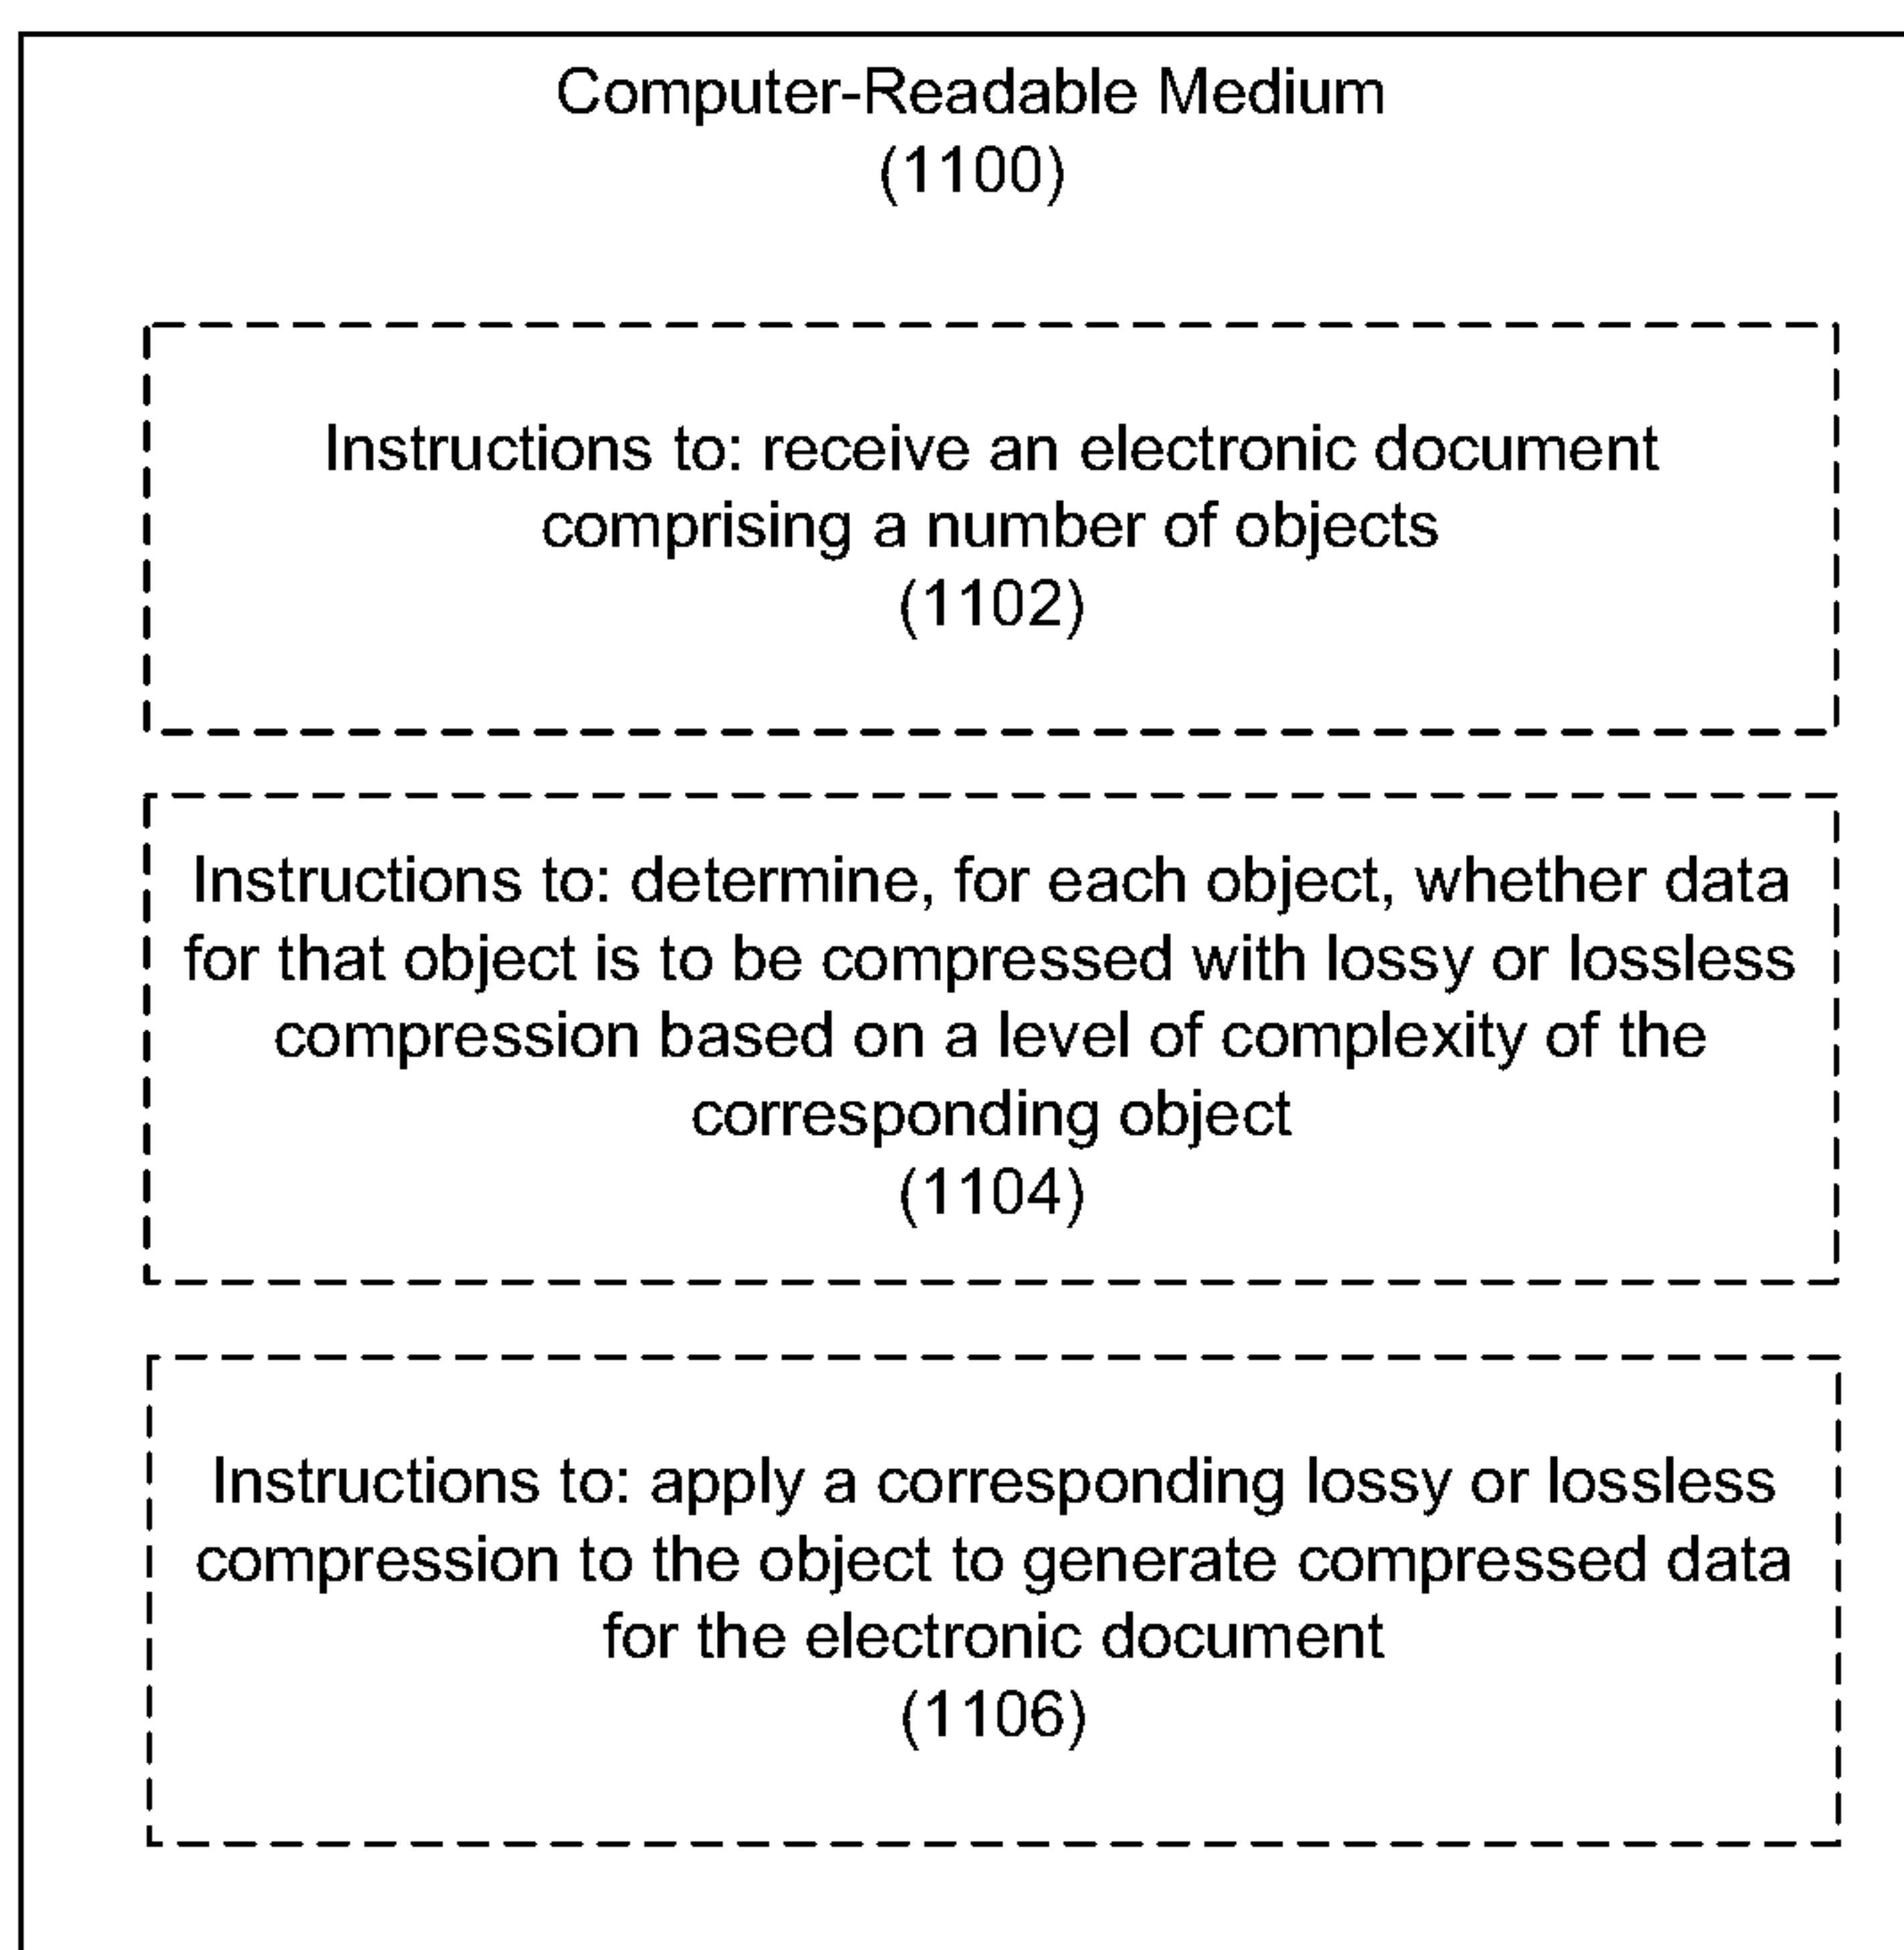 Computer-Readable Medium
(1100)
Instructions to: receive an electronic document
comprising a number of objects
(1102)
Instructions to: determine, for each object, whether data
for that object is to be compressed with lossy or lossless
compression based on a level of complexity of the
corresponding object
(1104)
Instructions to: apply a corresponding lossy or lossless
compression to the object to generate compressed data
for the electronic document
(1106)